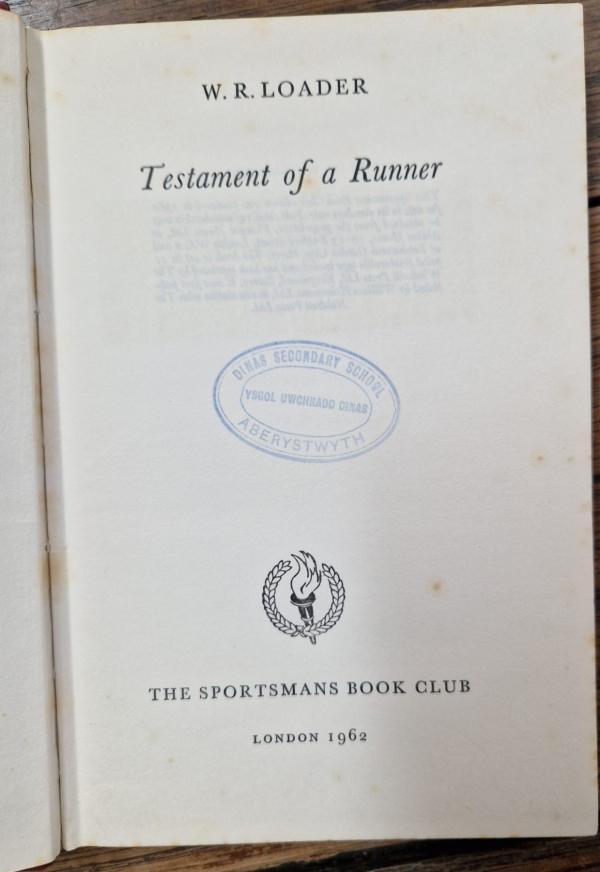 W. R. LOADER
Testament of a Runner
DINAS SECONDARY SCHOOL
YSGOL UWCHRADD DINAS
ABERYSTWYTH
THE SPORTSMANS BOOK CLUB
LONDON 1962